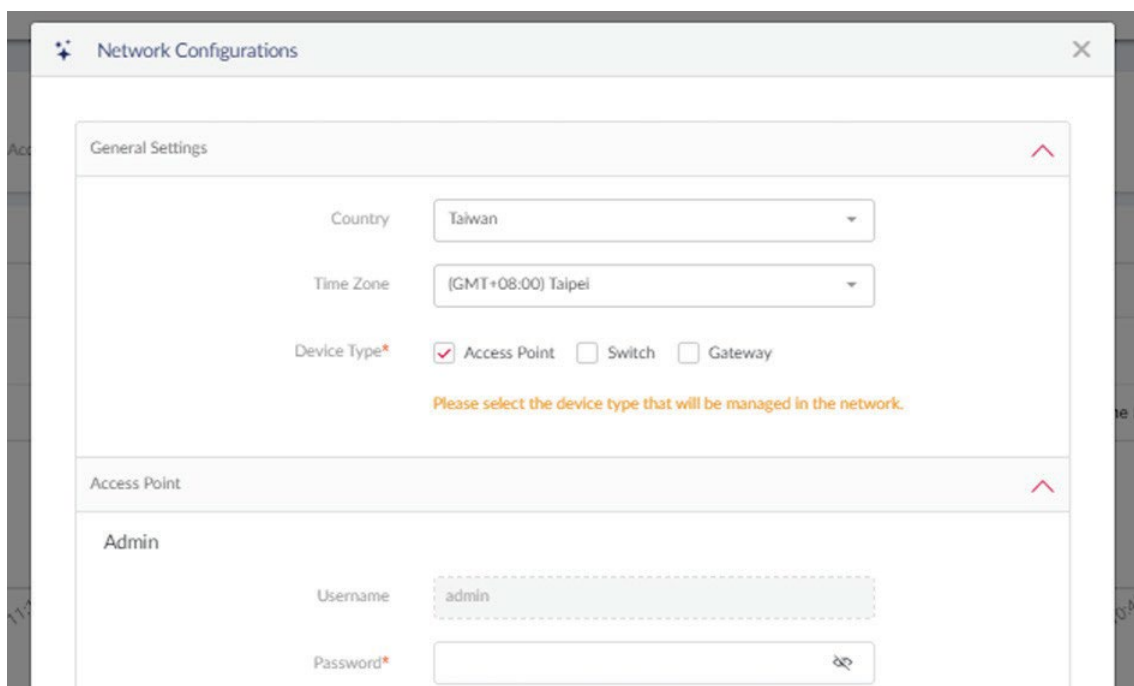 Network Configurations
General Settings
Country
Taiwan
Time Zone
(GMT+08:00) Taipei
Device Type*
Access Point
Switch
Gateway
Please select the device type that will be managed in the network.
Access Point
Admin
Username
admin
Password*